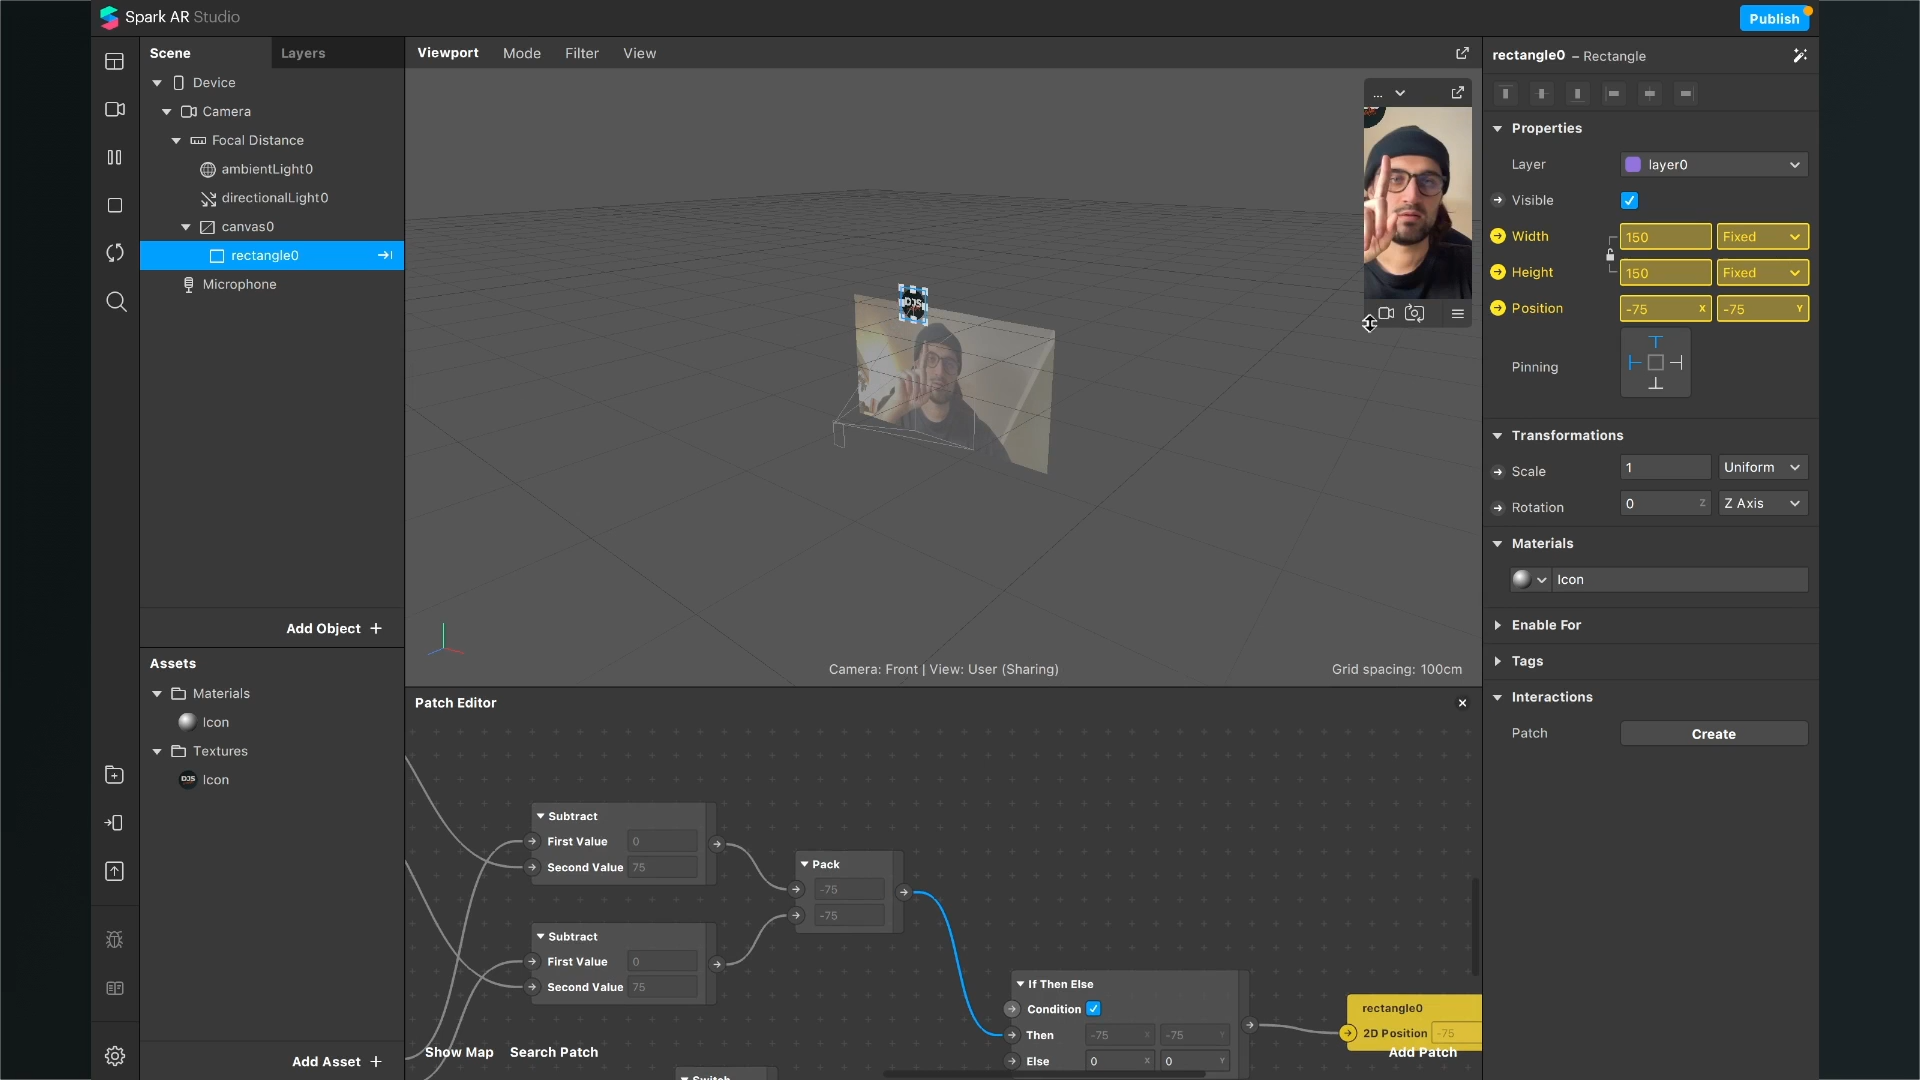 Spark AR Studio
Publish
Scene
Layers
Device
Camera
Focal Distance
ambientLight0
directionalLight0
canvas0
rectangle0
Microphone
Add Object +
Assets
Materials
Icon
Textures
DJS
Icon
Add Asset +
Viewport
Mode
Filter
View
...
DJS
Camera: Front | View: User (Sharing)
Grid spacing: 100cm
Patch Editor
Subtract
First Value 0
Second Value 75
Subtract
First Value 0
Second Value 75
Pack
-75
-75
If Then Else
Condition
Then -75 X -75 Y
Else 0 X 0 Y
rectangle0
2D Position -75
Show Map
Search Patch
Add Patch
Switch
rectangle0 – Rectangle
Properties
Layer layer0
Visible
Width 150 Fixed
Height 150 Fixed
Position -75 X -75 Y
Pinning
Transformations
Scale 1 Uniform
Rotation 0 Z Z Axis
Materials
Icon
Enable For
Tags
Interactions
Patch Create